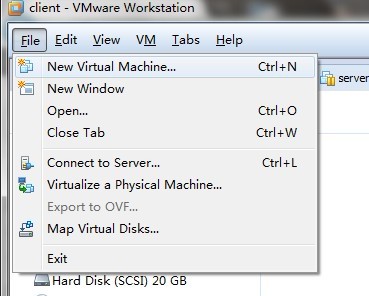 client - VMware Workstation
File Edit View VM Tabs Help
New Virtual Machine... Ctrl+N
server
New Window
Open... Ctrl+O
Close Tab Ctrl+W
Connect to Server... Ctrl+L
Virtualize a Physical Machine...
Export to OVF...
Map Virtual Disks...
Exit
Hard Disk (SCSI) 20 GB